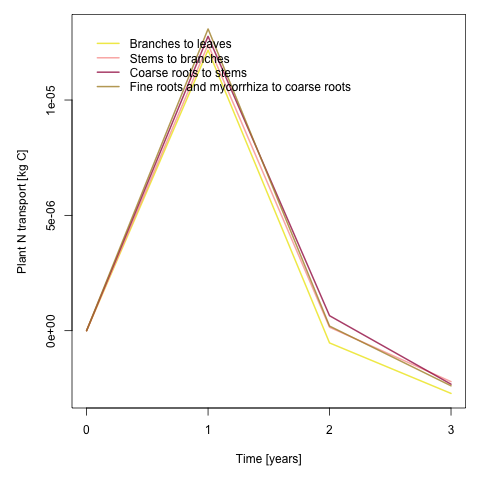 Branches to leaves
Stems to branches
Coarse roots to stems
Fine roots and mycorrhiza to coarse roots
Plant N transport [kg C]
1e-05
5e-06
0e+00
0 1 2 3
Time [years]